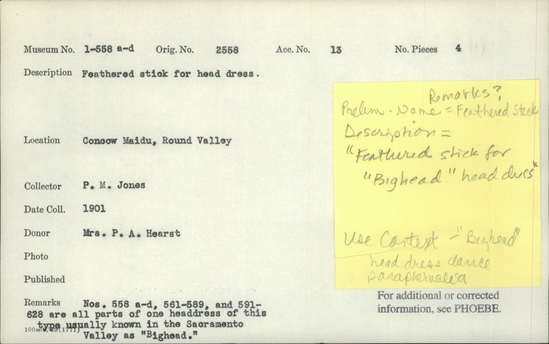 Museum No. 1-558 a-d Orig. No. 2558 Acc. No. 13 No. Pieces 4
Description Feathered stick for head dress.
Location Concow Maidu, Round Valley
Collector P. M. Jones
Date Coll. 1901
Donor Mrs. P. A. Hearst
Photo
Published
Remarks Nos. 558 a-d, 561-589, and 591-
628 are all parts of one headdress of this
type usually known in the Sacramento
Valley as "Bighead."
Remarks?
Prelim. Name = Feathered Stick
Description =
"Feathered stick for
"Bighead" head dress"
Use Context - "Bighead"
head dress dance
paraphernalia
For additional or corrected
information, see PHOEBE.